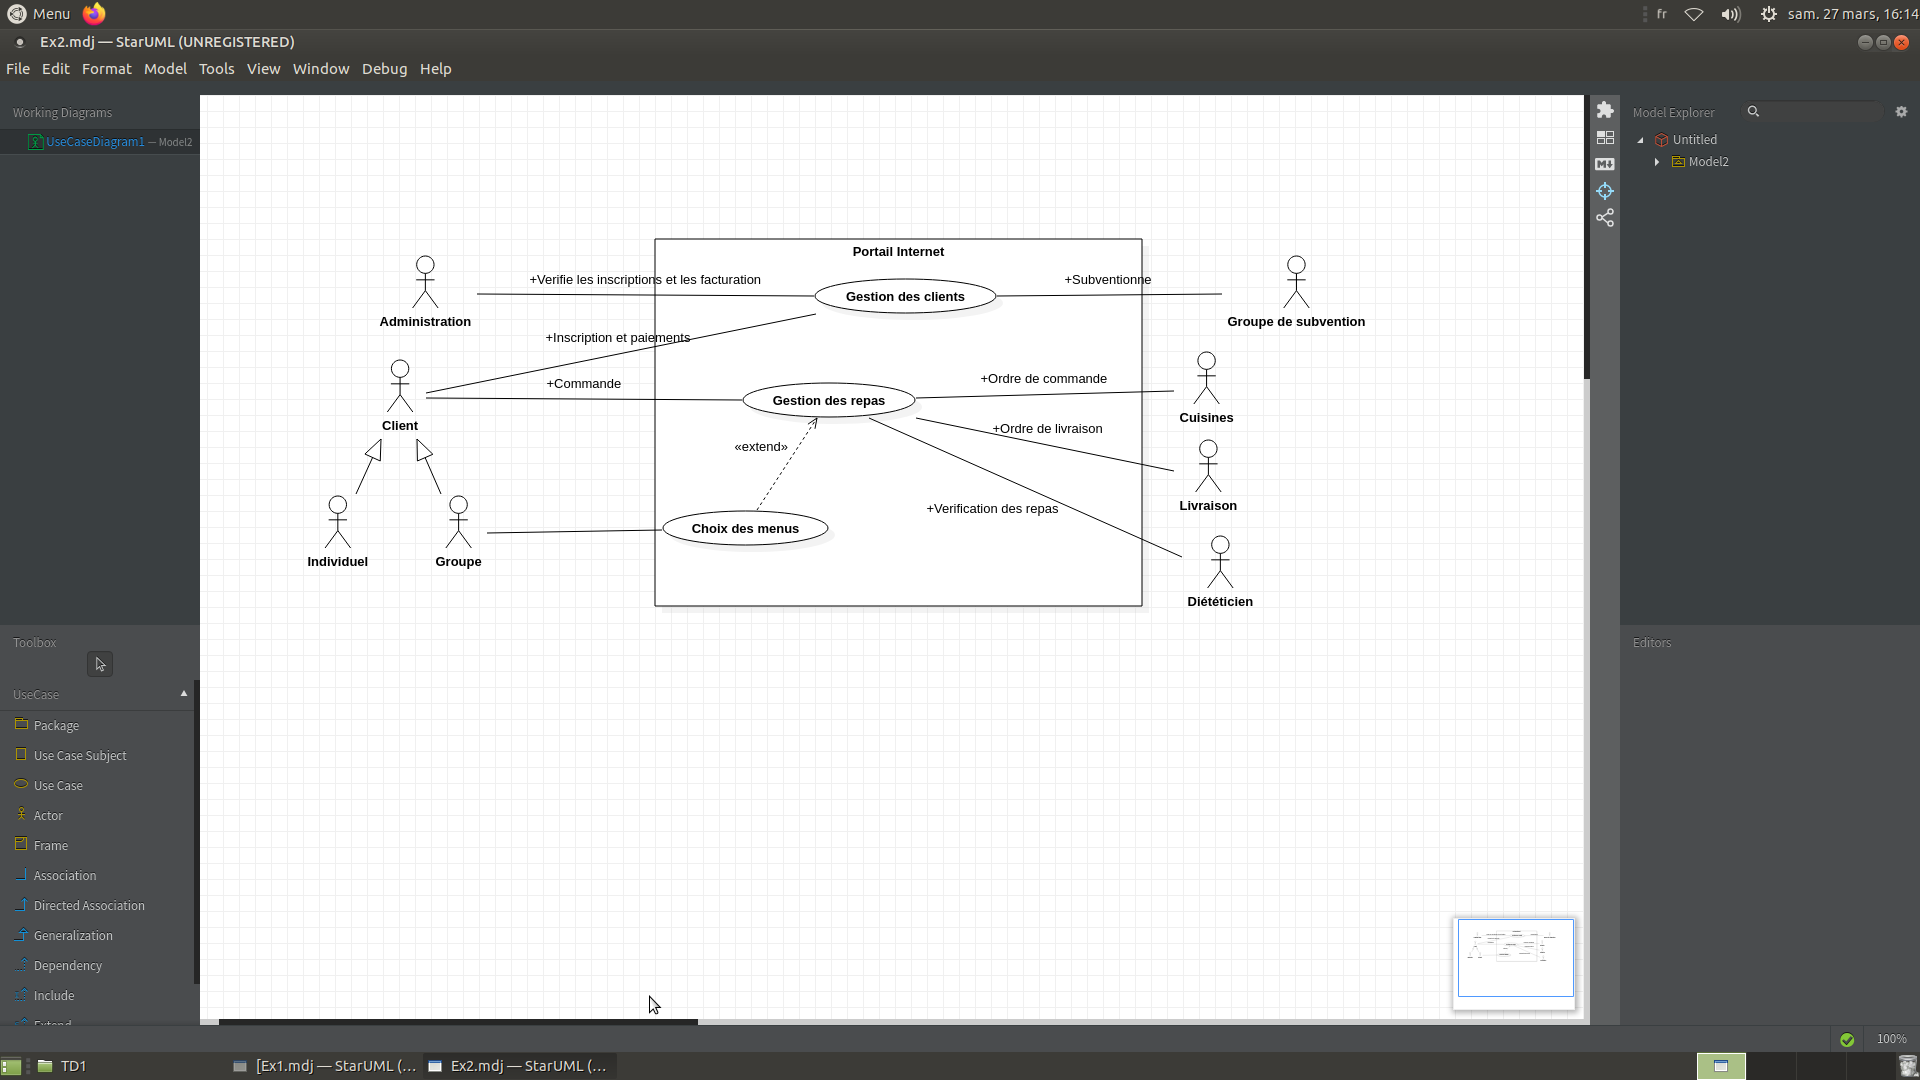 Menu
fr
sam. 27 mars, 16:14
Ex2.mdj — StarUML (UNREGISTERED)
File Edit Format Model Tools View Window Debug Help
Working Diagrams
UseCaseDiagram1 — Model2
Model Explorer
Untitled
Model2
Portail Internet
+Verifie les inscriptions et les facturation
+Subventionne
Gestion des clients
Administration
Groupe de subvention
+Inscription et paiements
+Commande
+Ordre de commande
Gestion des repas
Client
Cuisines
+Ordre de livraison
«extend»
Livraison
+Verification des repas
Choix des menus
Individuel
Groupe
Diététicien
Toolbox
Editors
UseCase
Package
Use Case Subject
Use Case
Actor
Frame
Association
Directed Association
Generalization
Dependency
Include
Extend
M+
100%
TD1
[Ex1.mdj — StarUML (...
Ex2.mdj — StarUML (...